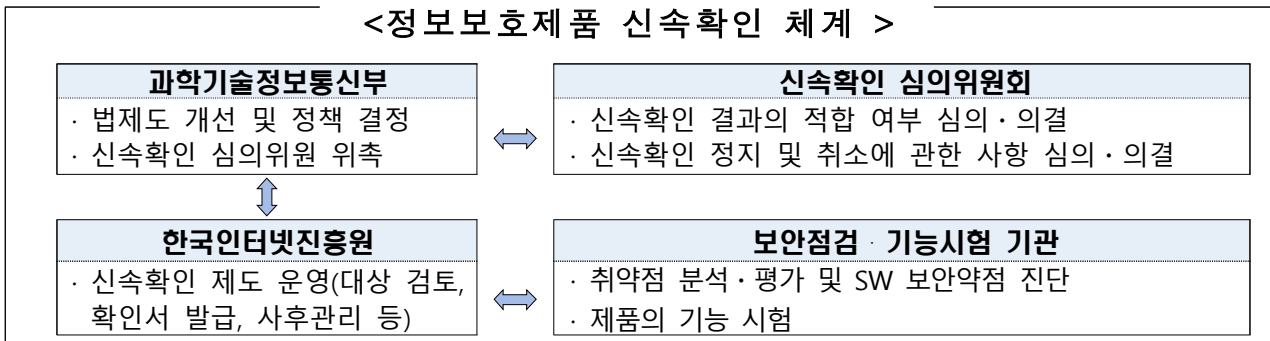 <정보보호제품 신속확인 체계 >
과학기술정보통신부
· 법제도 개선 및 정책 결정
· 신속확인 심의위원 위촉
신속확인 심의위원회
· 신속확인 결과의 적합 여부 심의·의결
· 신속확인 정지 및 취소에 관한 사항 심의·의결
한국인터넷진흥원
· 신속확인 제도 운영(대상 검토,
확인서 발급, 사후관리 등)
보안점검 · 기능시험 기관
· 취약점 분석·평가 및 SW 보안약점 진단
· 제품의 기능 시험